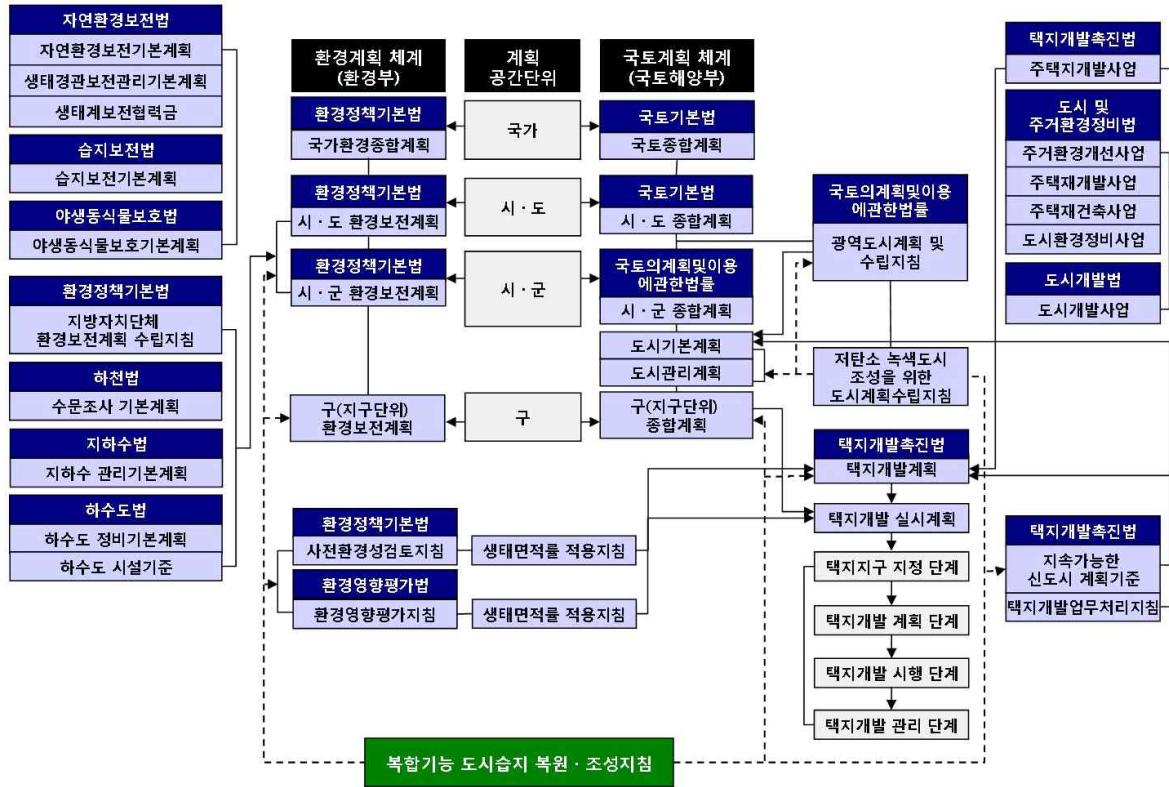 자연환경보전법
자연환경보전기본계획
생태경관보전관리기본계획
생태계보전협력금
습지보전법
습지보전기본계획
야생동식물보호법
야생동식물보호기본계획
환경정책기본법
지방자치단체
환경보전계획 수립지침
하천법
수문조사 기본계획
지하수법
지하수 관리기본계획
하수도법
하수도 정비기본계획
하수도 시설기준
환경계획 체계
(환경부)
환경정책기본법
국가환경종합계획
환경정책기본법
시 · 도 환경보전계획
환경정책기본법
시 · 군 환경보전계획
구(지구단위)
환경보전계획
계획
공간단위
국가
시 · 도
시 · 군
구
국토계획 체계
(국토해양부)
국토기본법
국토종합계획
국토기본법
시 · 도 종합계획
국토의계획및이용
에관한법률
시 · 군 종합계획
도시기본계획
도시관리계획
구(지구단위)
종합계획
환경정책기본법
사전환경성검토지침
생태면적률 적용지침
환경영향평가법
환경영향평가지침
생태면적률 적용지침
국토의계획및이용
에관한법률
광역도시계획 및
수립지침
저탄소 녹색도시
조성을 위한
도시계획수립지침
택지개발촉진법
택지개발계획
택지개발 실시계획
택지지구 지정 단계
택지개발 계획 단계
택지개발 시행 단계
택지개발 관리 단계
택지개발촉진법
주택지개발사업
도시 및
주거환경정비법
주거환경개선사업
주택재개발사업
주택재건축사업
도시환경정비사업
도시개발법
도시개발사업
택지개발촉진법
지속가능한
신도시 계획기준
택지개발업무처리지침
복합기능 도시습지 복원 · 조성지침